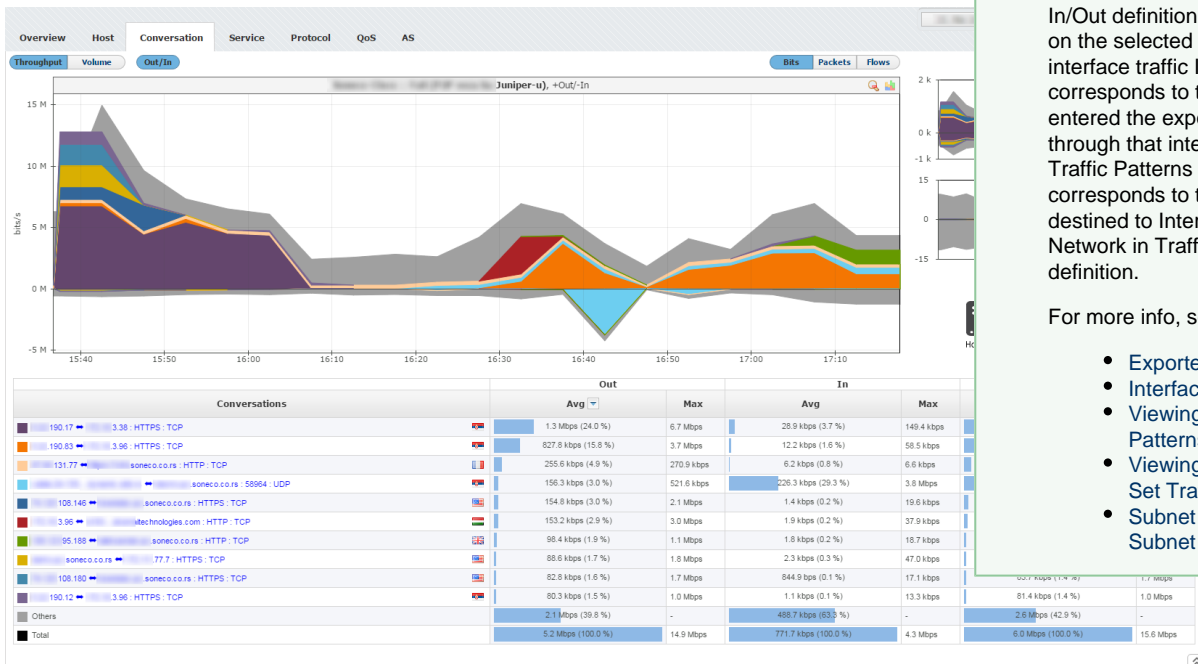 Overview Host Conversation Service Protocol QoS AS
Throughput Volume Out/In
Bits Packets Flows
Juniper-u), +Out/-In
bits/s
15 M
10 M
5 M
0 M
-5 M
15:40 15:50 16:00 16:10 16:20 16:30 16:40 16:50 17:00 17:10
2 k
0 k
-1 k
15
0
-15
In/Out definition
on the selected
interface traffic
corresponds to
entered the
through that
Traffic Patterns
corresponds to
destined to
Network in
definition.
For more info,
Viewing
Viewing
Set
Subnet
Subnet
Out In
Conversations Avg Max Avg Max
190.17 ⬌ 3.38 : HTTPS : TCP 1.3 Mbps (24.0 %) 6.7 Mbps 28.9 kbps (3.7 %) 149.4 kbps
.190.83 ⬌ .3.96 : HTTPS : TCP 827.8 kbps (15.8 %) 3.7 Mbps 12.2 kbps (1.6 %) 58.5 kbps
131.77 ⬌ soneco.co.rs : HTTP : TCP 255.6 kbps (4.9 %) 270.9 kbps 6.2 kbps (0.8 %) 6.6 kbps
⬌ .soneco.co.rs : 58964 : UDP 156.3 kbps (3.0 %) 521.6 kbps 226.3 kbps (29.3 %) 3.8 Mbps
108.146 ⬌ .soneco.co.rs : HTTPS : TCP 154.8 kbps (3.0 %) 2.1 Mbps 1.4 kbps (0.2 %) 19.6 kbps
3.96 ⬌ itechnologies.com : HTTP : TCP 153.2 kbps (2.9 %) 3.0 Mbps 1.9 kbps (0.2 %) 37.9 kbps
95.188 ⬌ .soneco.co.rs : HTTP : TCP 98.4 kbps (1.9 %) 1.1 Mbps 1.8 kbps (0.2 %) 18.7 kbps
soneco.co.rs ⬌ .77.7 : HTTPS : TCP 88.6 kbps (1.7 %) 1.8 Mbps 2.3 kbps (0.3 %) 47.0 kbps
108.180 ⬌ .soneco.co.rs : HTTPS : TCP 82.8 kbps (1.6 %) 1.7 Mbps 844.9 bps (0.1 %) 17.1 kbps 1.7 Mbps
190.12 ⬌ .3.96 : HTTPS : TCP 80.3 kbps (1.5 %) 1.0 Mbps 1.1 kbps (0.1 %) 13.3 kbps 81.4 kbps (1.4 %) 1.0 Mbps
Others 2.1 Mbps (39.8 %) - 488.7 kbps (63.3 %) - 2.6 Mbps (42.9 %) -
Total 5.2 Mbps (100.0 %) 14.9 Mbps 771.7 kbps (100.0 %) 4.3 Mbps 6.0 Mbps (100.0 %) 15.6 Mbps